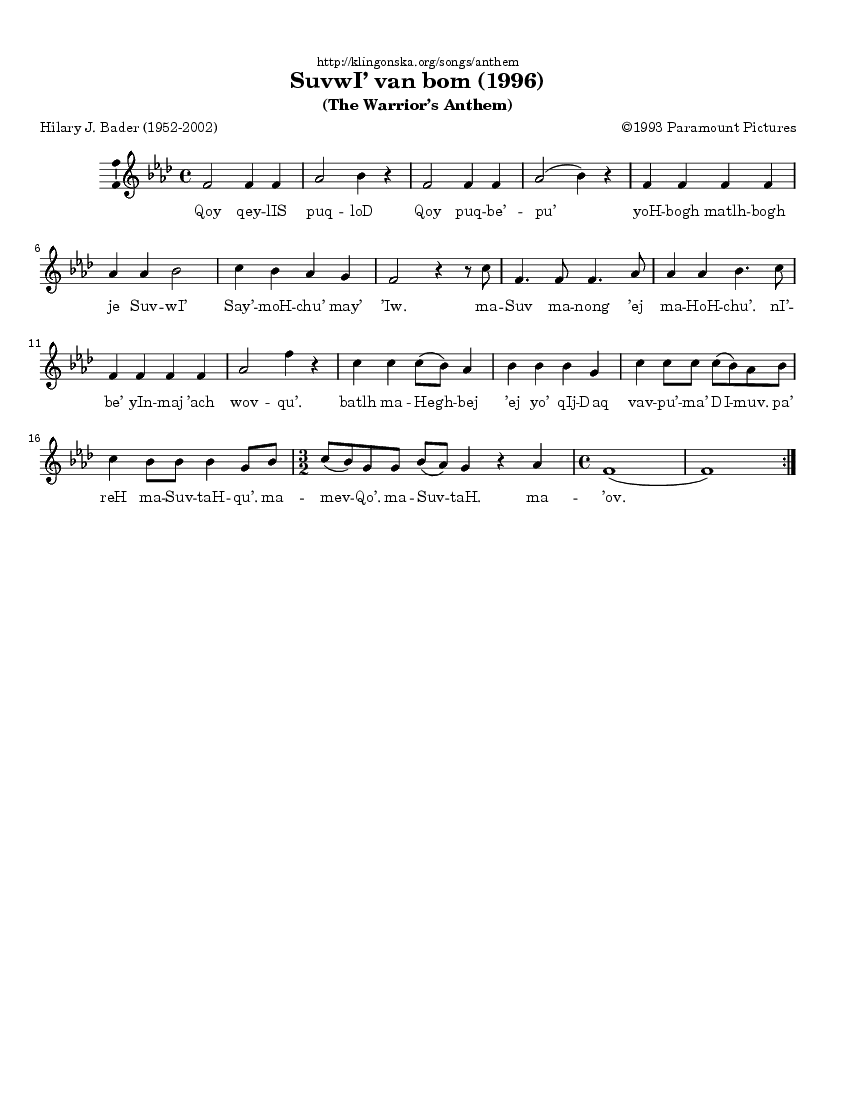 http://klingonska.org/songs/anthem
SuvwI’ van bom (1996)
(The Warrior’s Anthem)
Hilary J. Bader (1952-2002) ©1993 Paramount Pictures
Qoy qey-lIS puq - loD Qoy puq-be’ - pu’ yoH-bogh matlh-bogh
6
je Suv-wI’ Say’-moH-chu’ may’ ’Iw. ma-Suv ma-nong ’ej ma-HoH-chu’. nI’-
11
be’ yIn-maj ’ach wov - qu’. batlh ma - Hegh-bej ’ej yo’ qIj-Daq vav-pu’-ma’ DI-muv. pa’
16
reH ma-Suv-taH-qu’. ma - mev-Qo’. ma-Suv-taH. ma - ’ov.